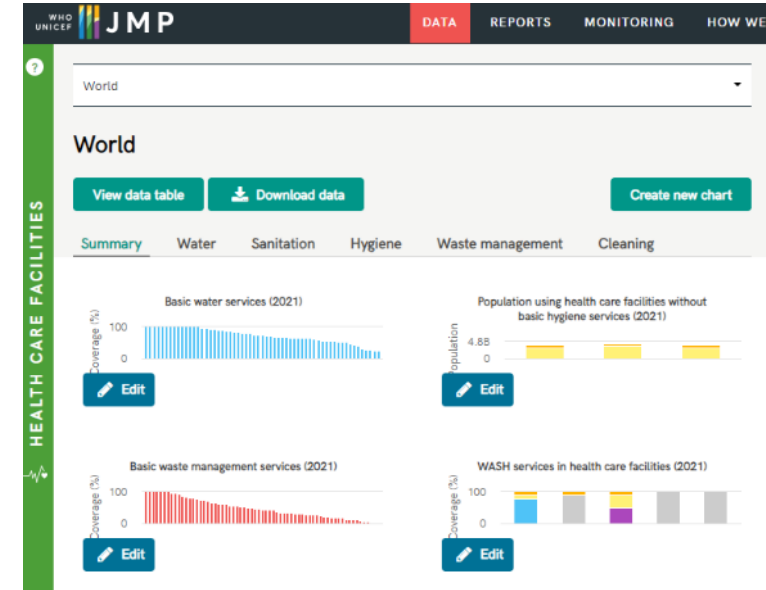 WHO
UNICEF
JMP
DATA REPORTS MONITORING HOW WE
?
World
World
View data table Download data Create new chart
HEALTH CARE FACILITIES
Summary Water Sanitation Hygiene Waste management Cleaning
Basic water services (2021)
Coverage (%)
100
0
Edit
Population using health care facilities without
basic hygiene services (2021)
Population
4.88
0
Edit
Basic waste management services (2021)
Coverage (%)
100
0
Edit
WASH services in health care facilities (2021)
Coverage (%)
100
0
Edit